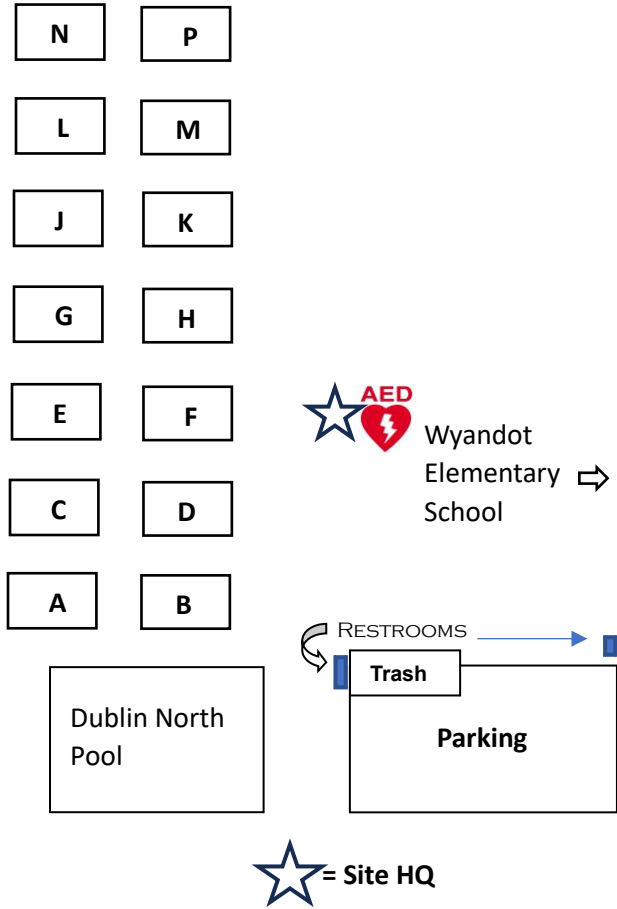 N P
L M
J K
G H
E F
AED
Wyandot
Elementary
School
C D
A B
RESTROOMS
Trash
Dublin North
Pool
Parking
= Site HQ